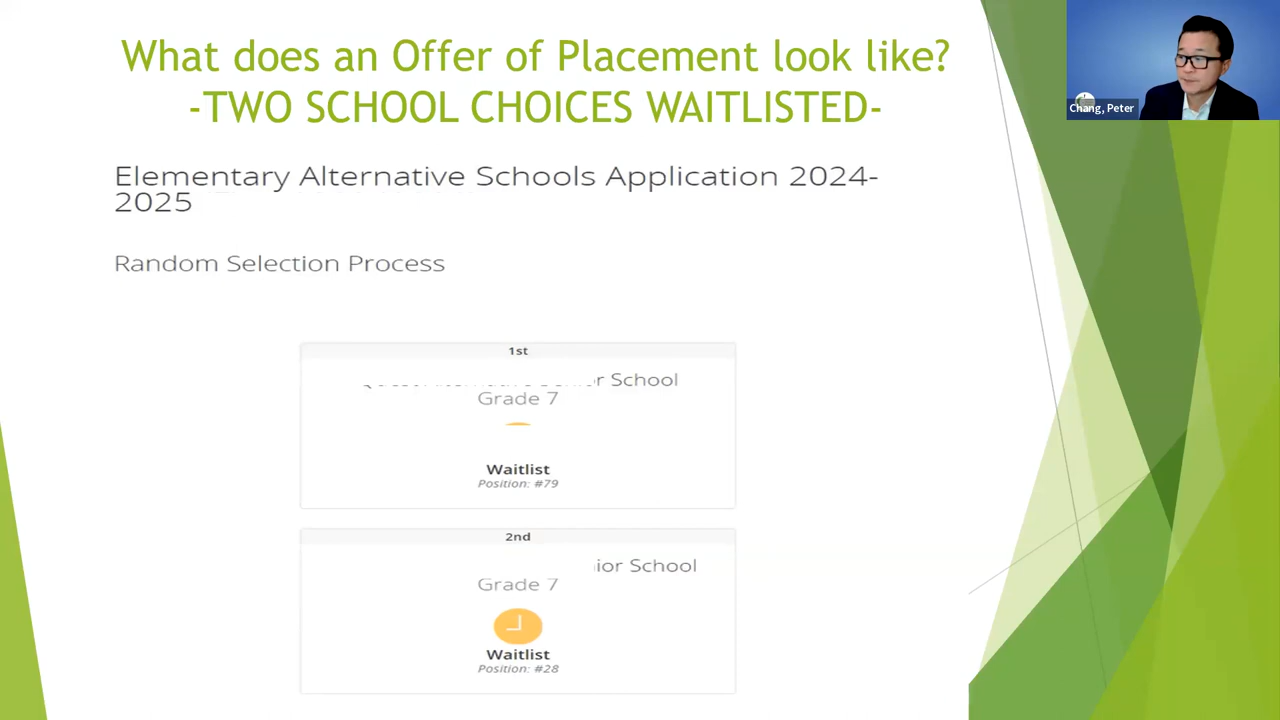 What does an Offer of Placement look like?
-TWO SCHOOL CHOICES WAITLISTED-
Chang, Peter
Elementary Alternative Schools Application 2024-
2025
Random Selection Process
1st
School
Grade 7
Waitlist
Position: #79
2nd
School
Grade 7
Waitlist
Position: #28